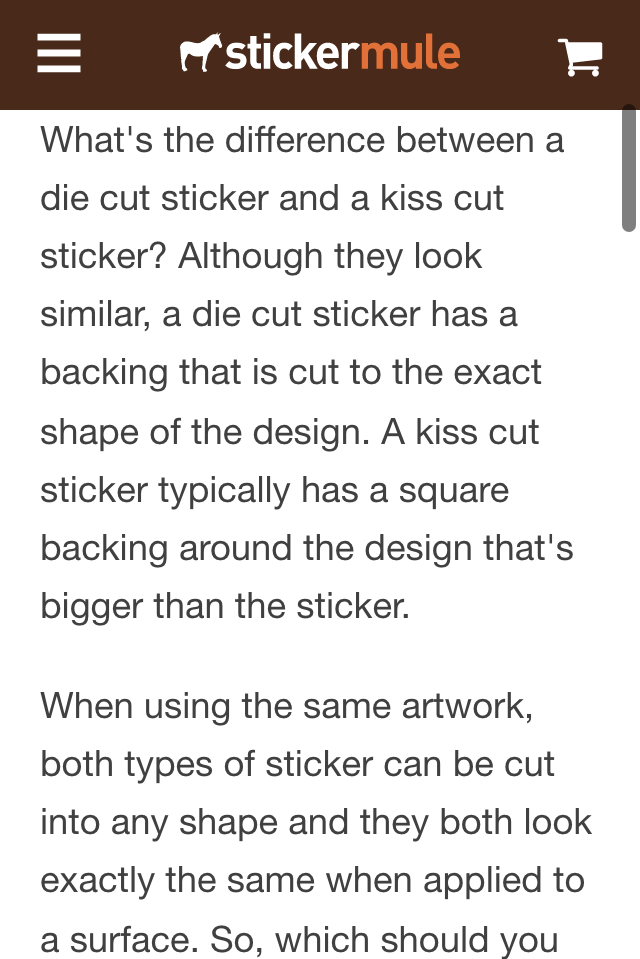 stickermule
What's the difference between a
die cut sticker and a kiss cut
sticker? Although they look
similar, a die cut sticker has a
backing that is cut to the exact
shape of the design. A kiss cut
sticker typically has a square
backing around the design that's
bigger than the sticker.
When using the same artwork,
both types of sticker can be cut
into any shape and they both look
exactly the same when applied to
a surface. So, which should you